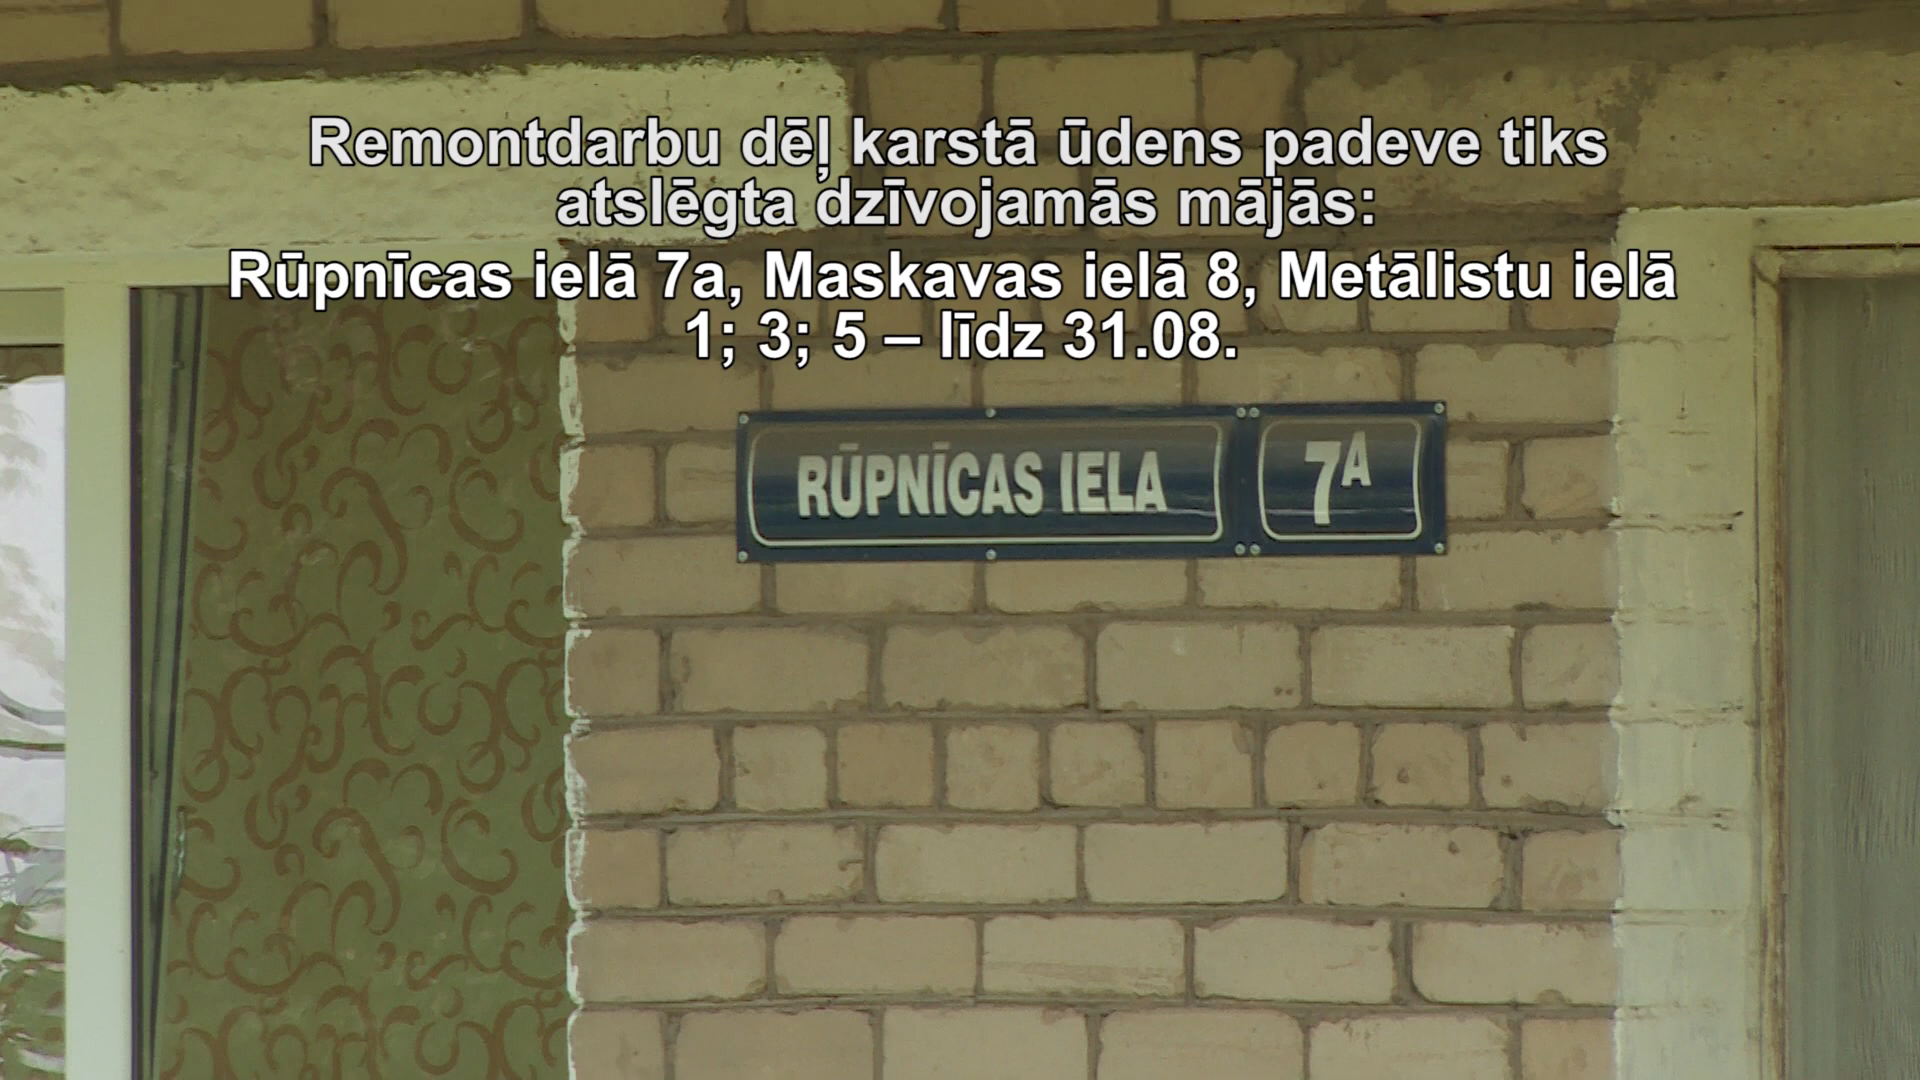 Remontdarbu dēļ karstā ūdens padeve tiks
atslēgta dzīvojamās mājās:
Rūpnīcas ielā 7a, Maskavas ielā 8, Metālistu ielā
1; 3; 5 – līdz 31.08.
RŪPNĪCAS IELA 7A